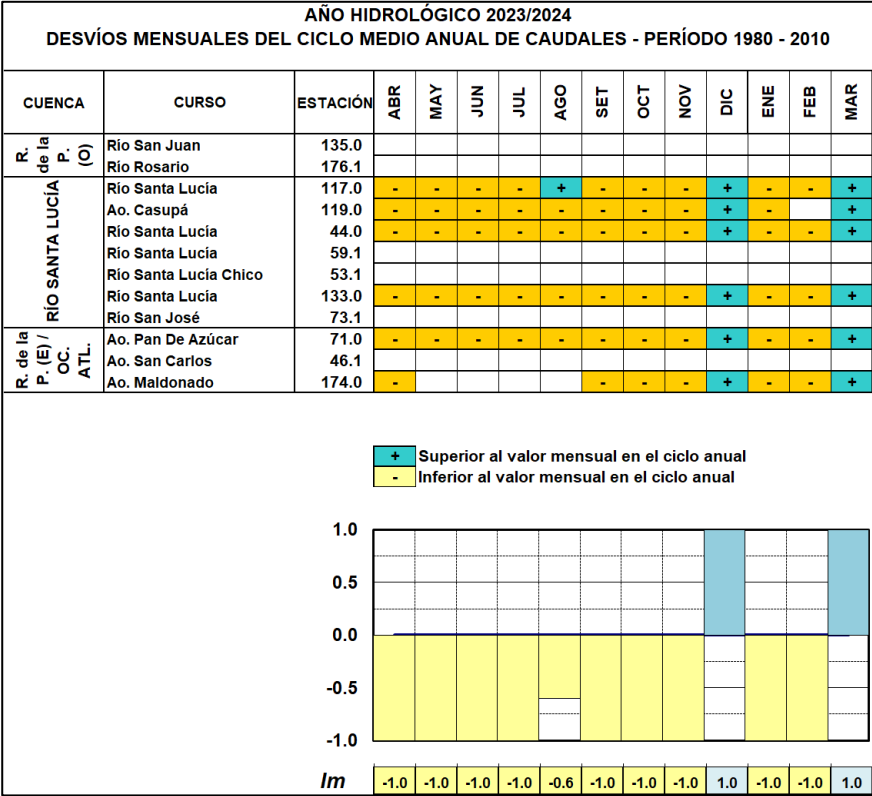 AÑO HIDROLÓGICO 2023/2024
DESVÍOS MENSUALES DEL CICLO MEDIO ANUAL DE CAUDALES - PERÍODO 1980 - 2010
CUENCA CURSO ESTACIÓN ABR MAY JUN JUL AGO SET OCT NOV DIC ENE FEB MAR
R. de la P. (O)
Río San Juan 135.0
Río Rosario 176.1
RÍO SANTA LUCÍA
Río Santa Lucía 117.0 - - - - + - - - + - - +
Ao. Casupá 119.0 - - - - - - - - + - +
Río Santa Lucía 44.0 - - - - - - - - + - - +
Río Santa Lucía 59.1
Río Santa Lucía Chico 53.1
Río Santa Lucía 133.0 - - - - - - - - + - - +
Río San José 73.1
R. de la P. (E) / OC. ATL.
Ao. Pan De Azúcar 71.0 - - - - - - - - + - - +
Ao. San Carlos 46.1
Ao. Maldonado 174.0 - - - - + - - +
+ Superior al valor mensual en el ciclo anual
- Inferior al valor mensual en el ciclo anual
1.0
0.5
0.0
-0.5
-1.0
Im -1.0 -1.0 -1.0 -1.0 -0.6 -1.0 -1.0 -1.0 1.0 -1.0 -1.0 1.0